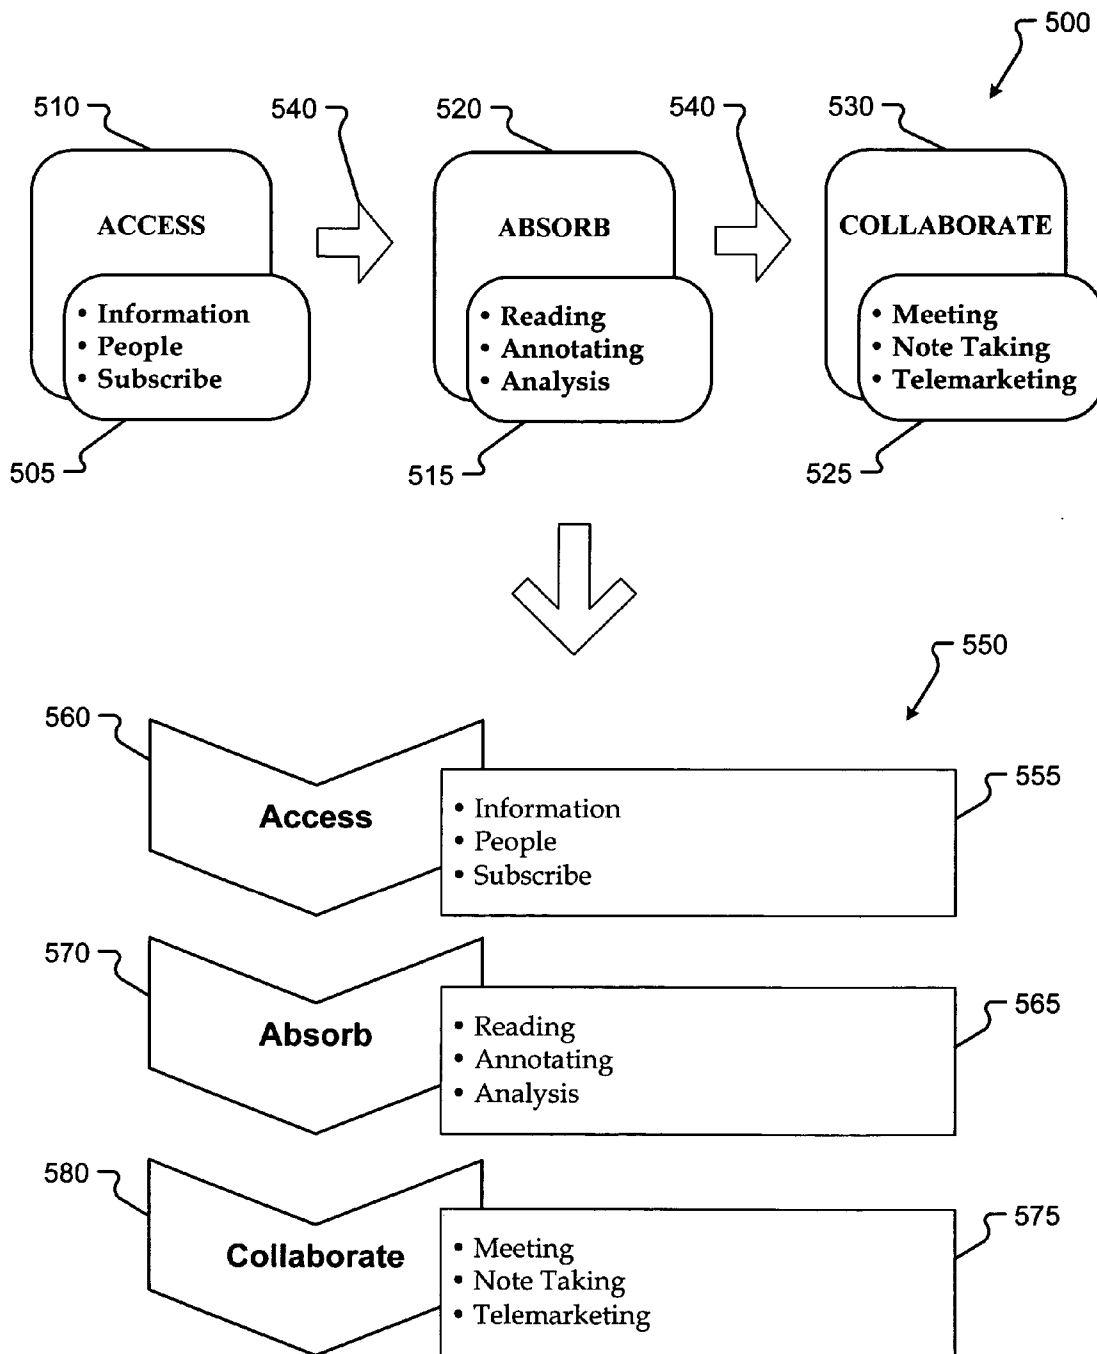 500
510
540
520
540
530
ACCESS
ABSORB
COLLABORATE
• Information
• People
• Subscribe
• Reading
• Annotating
• Analysis
• Meeting
• Note Taking
• Telemarketing
505
515
525
550
560
Access
• Information
• People
• Subscribe
555
570
Absorb
• Reading
• Annotating
• Analysis
565
580
Collaborate
• Meeting
• Note Taking
• Telemarketing
575